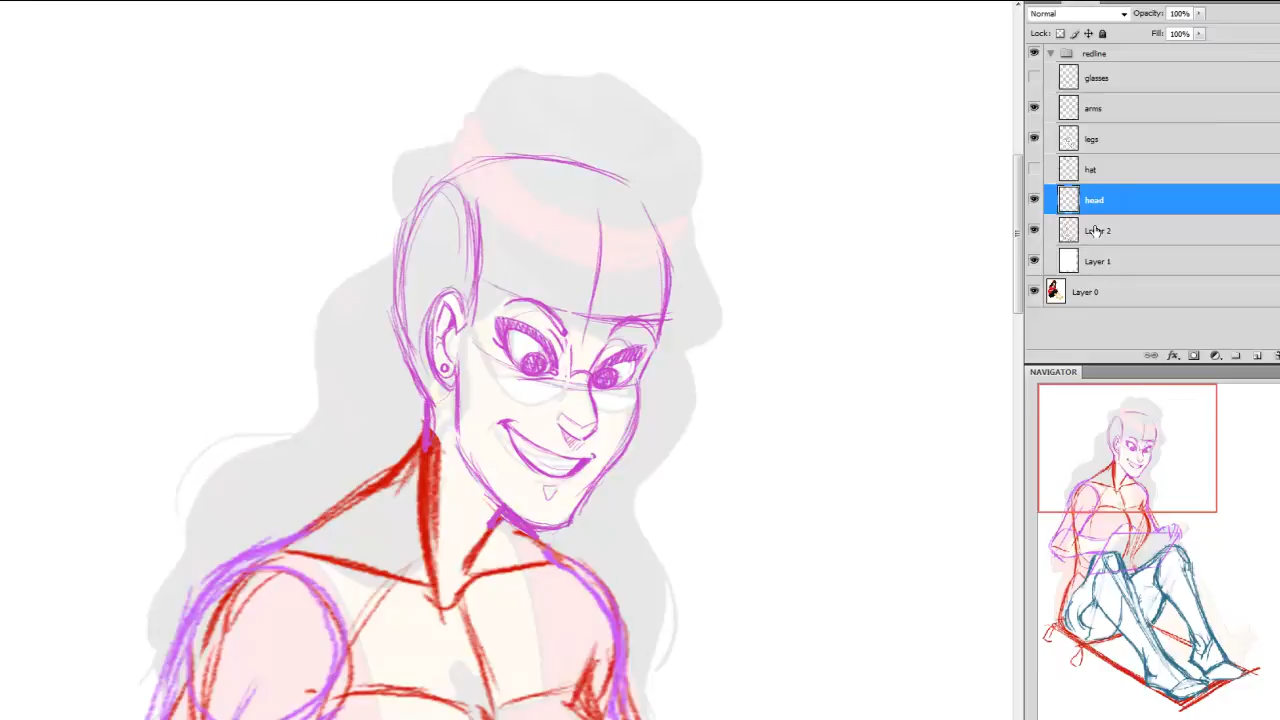 Normal Opacity: 100%
Lock: Fill: 100%
redline
glasses
arms
legs
hat
head
Layer 2
Layer 1
Layer 0
fx
NAVIGATOR